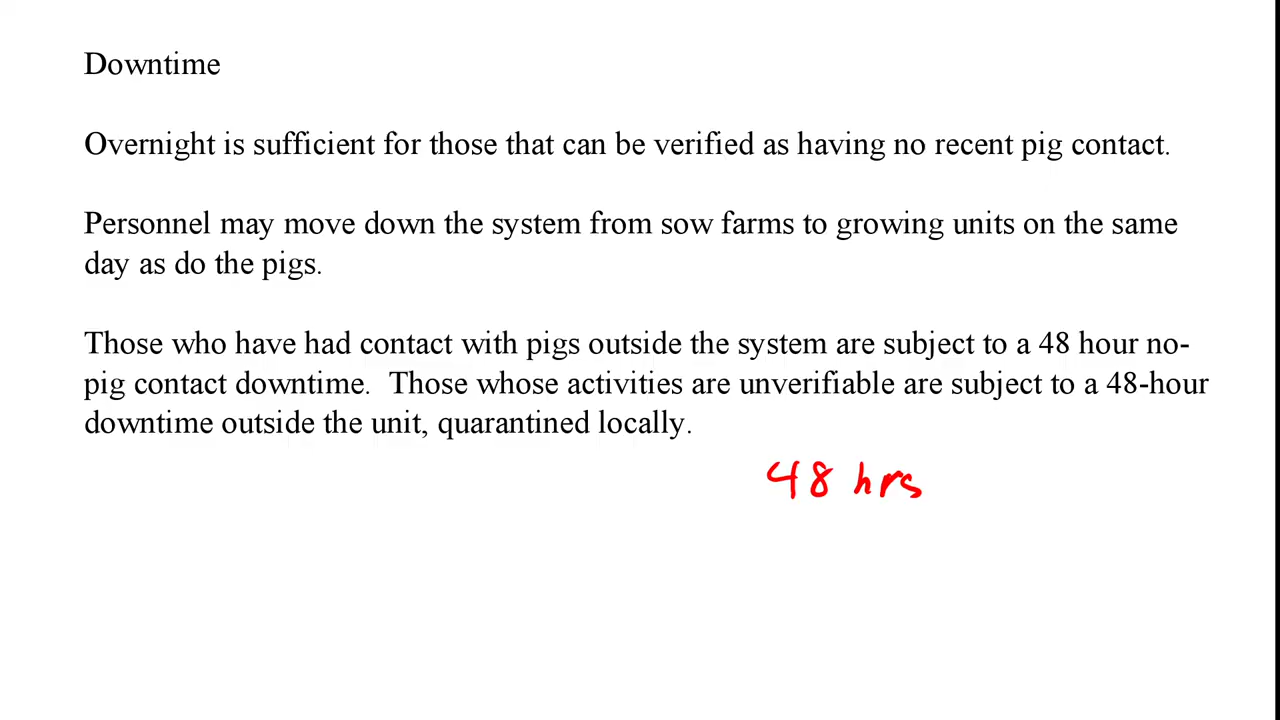 Downtime
Overnight is sufficient for those that can be verified as having no recent pig contact.
Personnel may move down the system from sow farms to growing units on the same
day as do the pigs.
Those who have had contact with pigs outside the system are subject to a 48 hour no-
pig contact downtime.  Those whose activities are unverifiable are subject to a 48-hour
downtime outside the unit, quarantined locally.
48 hrs